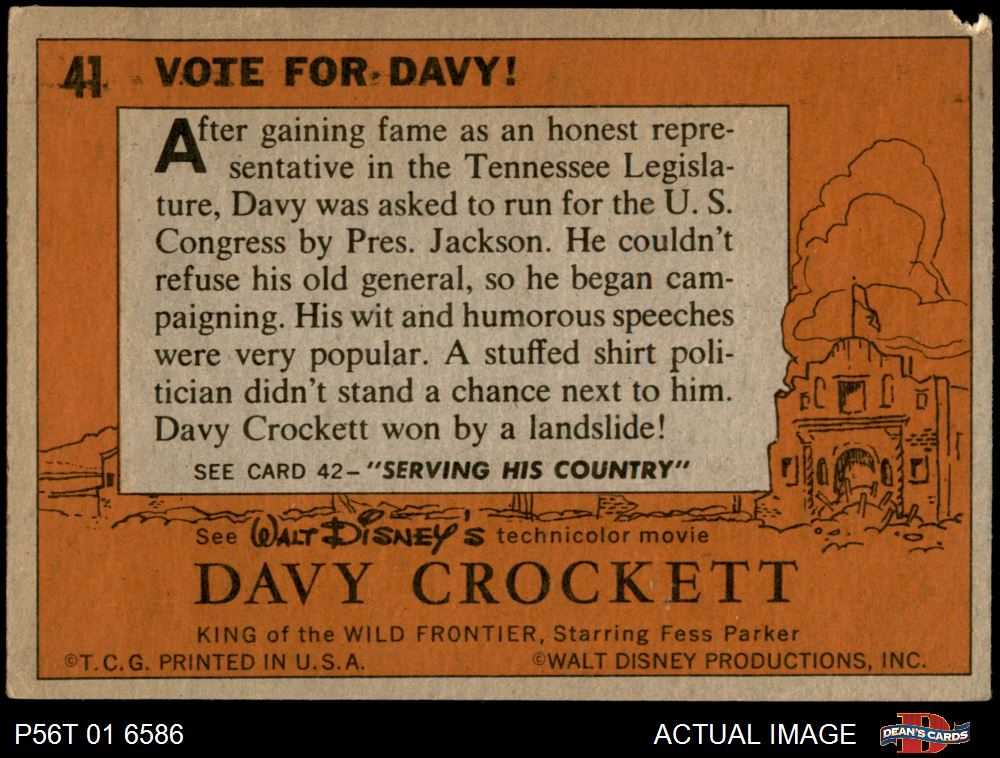 41 VOTE FOR DAVY!
After gaining fame as an honest repre-
sentative in the Tennessee Legisla-
ture, Davy was asked to run for the U. S.
Congress by Pres. Jackson. He couldn't
refuse his old general, so he began cam-
paigning. His wit and humorous speeches
were very popular. A stuffed shirt poli-
tician didn't stand a chance next to him.
Davy Crockett won by a landslide!
SEE CARD 42–"SERVING HIS COUNTRY"
See WALT DISNEY'S technicolor movie
DAVY CROCKETT
KING of the WILD FRONTIER, Starring Fess Parker
©T.C.G. PRINTED IN U.S.A. ©WALT DISNEY PRODUCTIONS, INC.
P56T 01 6586 ACTUAL IMAGE DEAN'S CARDS